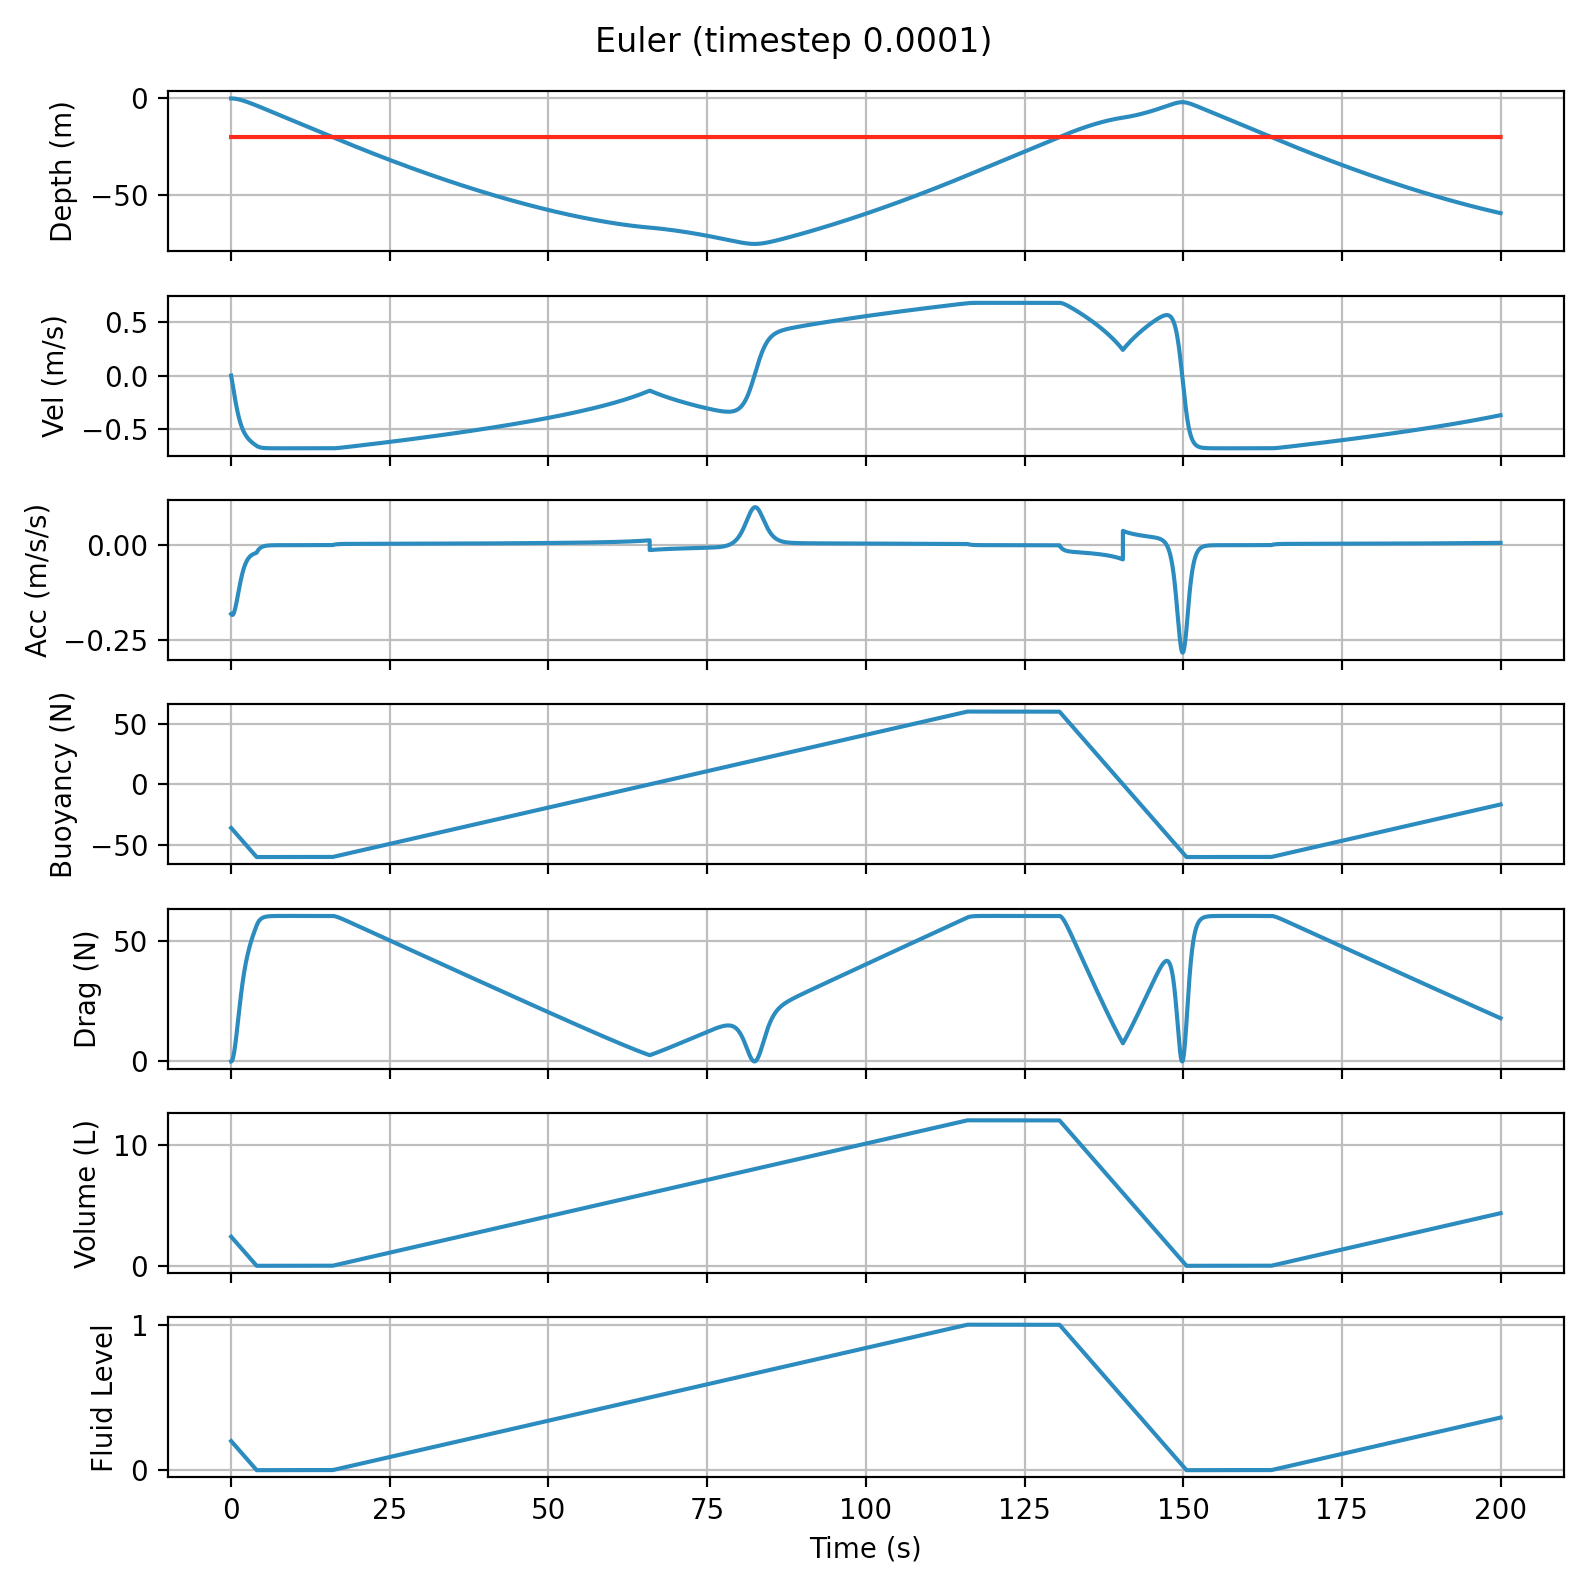 Euler (timestep 0.0001)
Depth (m)
0
−50
Vel (m/s)
0.5
0.0
−0.5
Acc (m/s/s)
0.00
−0.25
Buoyancy (N)
50
0
−50
Drag (N)
50
0
Volume (L)
10
0
Fluid Level
1
0
0 25 50 75 100 125 150 175 200
Time (s)